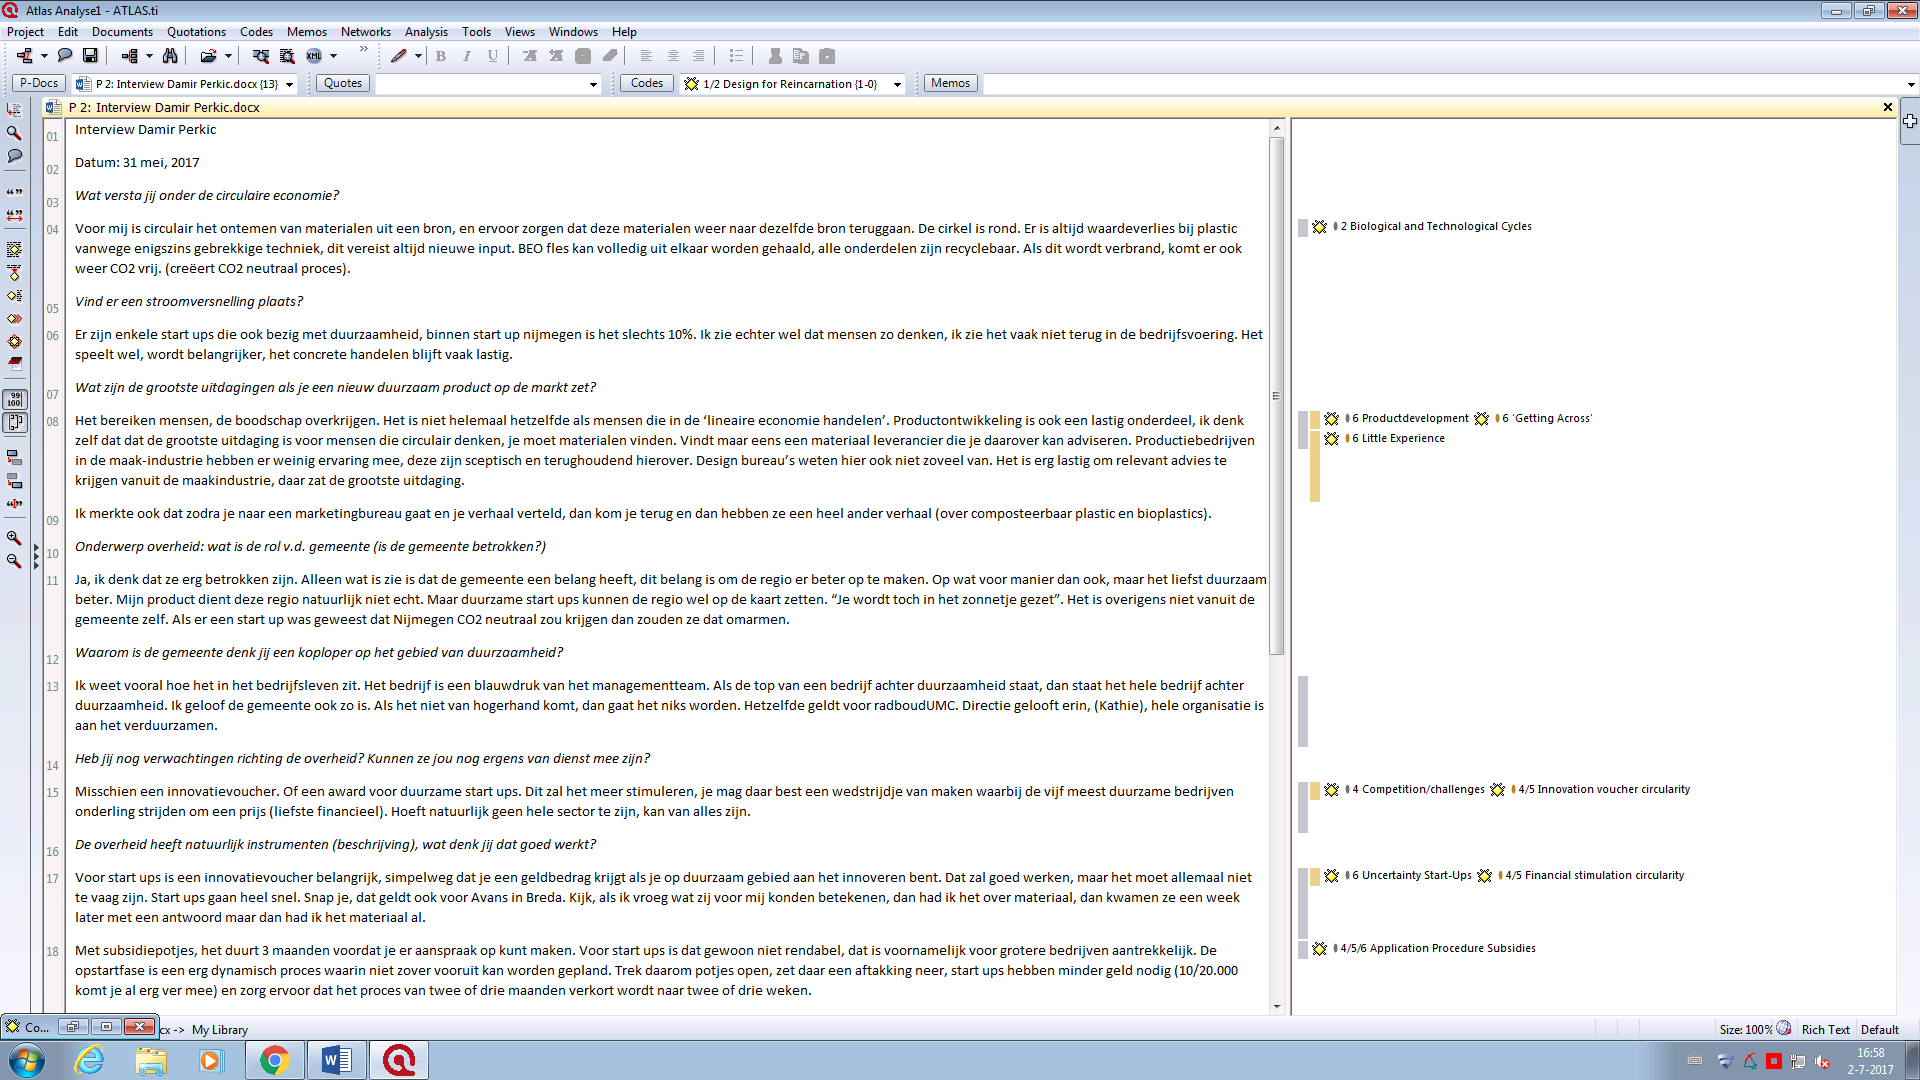 Atlas Analyse1 - ATLAS.ti
Project Edit Documents Quotations Codes Memos Networks Analysis Tools Views Windows Help
XML » B I U
P-Docs P 2: Interview Damir Perkic.docx {13} Quotes Codes 1/2 Design for Reincarnation {1-0} Memos
P 2: Interview Damir Perkic.docx
01 Interview Damir Perkic
02 Datum: 31 mei, 2017
03 Wat versta jij onder de circulaire economie?
04 Voor mij is circulair het ontemen van materialen uit een bron, en ervoor zorgen dat deze materialen weer naar dezelfde bron teruggaan. De cirkel is rond. Er is altijd waardeverlies bij plastic
vanwege enigszins gebrekkige techniek, dit vereist altijd nieuwe input. BEO fles kan volledig uit elkaar worden gehaald, alle onderdelen zijn recyclebaar. Als dit wordt verbrand, komt er ook
weer CO2 vrij. (creëert CO2 neutraal proces).
05 Vind er een stroomversnelling plaats?
06 Er zijn enkele start ups die ook bezig met duurzaamheid, binnen start up nijmegen is het slechts 10%. Ik zie echter wel dat mensen zo denken, ik zie het vaak niet terug in de bedrijfsvoering. Het
speelt wel, wordt belangrijker, het concrete handelen blijft vaak lastig.
07 Wat zijn de grootste uitdagingen als je een nieuw duurzaam product op de markt zet?
08 Het bereiken mensen, de boodschap overkrijgen. Het is niet helemaal hetzelfde als mensen die in de ‘lineaire economie handelen’. Productontwikkeling is ook een lastig onderdeel, ik denk
zelf dat dat de grootste uitdaging is voor mensen die circulair denken, je moet materialen vinden. Vindt maar eens een materiaal leverancier die je daarover kan adviseren. Productiebedrijven
in de maak-industrie hebben er weinig ervaring mee, deze zijn sceptisch en terughoudend hierover. Design bureau’s weten hier ook niet zoveel van. Het is erg lastig om relevant advies te
krijgen vanuit de maakindustrie, daar zat de grootste uitdaging.
09 Ik merkte ook dat zodra je naar een marketingbureau gaat en je verhaal verteld, dan kom je terug en dan hebben ze een heel ander verhaal (over composteerbaar plastic en bioplastics).
10 Onderwerp overheid: wat is de rol v.d. gemeente (is de gemeente betrokken?)
11 Ja, ik denk dat ze erg betrokken zijn. Alleen wat is zie is dat de gemeente een belang heeft, dit belang is om de regio er beter op te maken. Op wat voor manier dan ook, maar het liefst duurzaam
beter. Mijn product dient deze regio natuurlijk niet echt. Maar duurzame start ups kunnen de regio wel op de kaart zetten. “Je wordt toch in het zonnetje gezet”. Het is overigens niet vanuit de
gemeente zelf. Als er een start up was geweest dat Nijmegen CO2 neutraal zou krijgen dan zouden ze dat omarmen.
12 Waarom is de gemeente denk jij een koploper op het gebied van duurzaamheid?
13 Ik weet vooral hoe het in het bedrijfsleven zit. Het bedrijf is een blauwdruk van het managementteam. Als de top van een bedrijf achter duurzaamheid staat, dan staat het hele bedrijf achter
duurzaamheid. Ik geloof de gemeente ook zo is. Als het niet van hogerhand komt, dan gaat het niks worden. Hetzelfde geldt voor radboudUMC. Directie gelooft erin, (Kathie), hele organisatie is
aan het verduurzamen.
14 Heb jij nog verwachtingen richting de overheid? Kunnen ze jou nog ergens van dienst mee zijn?
15 Misschien een innovatievoucher. Of een award voor duurzame start ups. Dit zal het meer stimuleren, je mag daar best een wedstrijdje van maken waarbij de vijf meest duurzame bedrijven
onderling strijden om een prijs (liefste financieel). Hoeft natuurlijk geen hele sector te zijn, kan van alles zijn.
16 De overheid heeft natuurlijk instrumenten (beschrijving), wat denk jij dat goed werkt?
17 Voor start ups is een innovatievoucher belangrijk, simpelweg dat je een geldbedrag krijgt als je op duurzaam gebied aan het innoveren bent. Dat zal goed werken, maar het moet allemaal niet
te vaag zijn. Start ups gaan heel snel. Snap je, dat geldt ook voor Avans in Breda. Kijk, als ik vroeg wat zij voor mij konden betekenen, dan had ik het over materiaal, dan kwamen ze een week
later met een antwoord maar dan had ik het materiaal al.
18 Met subsidiepotjes, het duurt 3 maanden voordat je er aanspraak op kunt maken. Voor start ups is dat gewoon niet rendabel, dat is voornamelijk voor grotere bedrijven aantrekkelijk. De
opstartfase is een erg dynamisch proces waarin niet zover vooruit kan worden gepland. Trek daarom potjes open, zet daar een aftakking neer, start ups hebben minder geld nodig (10/20.000
komt je al erg ver mee) en zorg ervoor dat het proces van twee of drie maanden verkort wordt naar twee of drie weken.
2 Biological and Technological Cycles
6 Productdevelopment 6 'Getting Across'
6 Little Experience
4 Competition/challenges 4/5 Innovation voucher circularity
6 Uncertainty Start-Ups 4/5 Financial stimulation circularity
4/5/6 Application Procedure Subsidies
99
100
Co... cx -> My Library Size: 100% Rich Text Default
16:58
2-7-2017